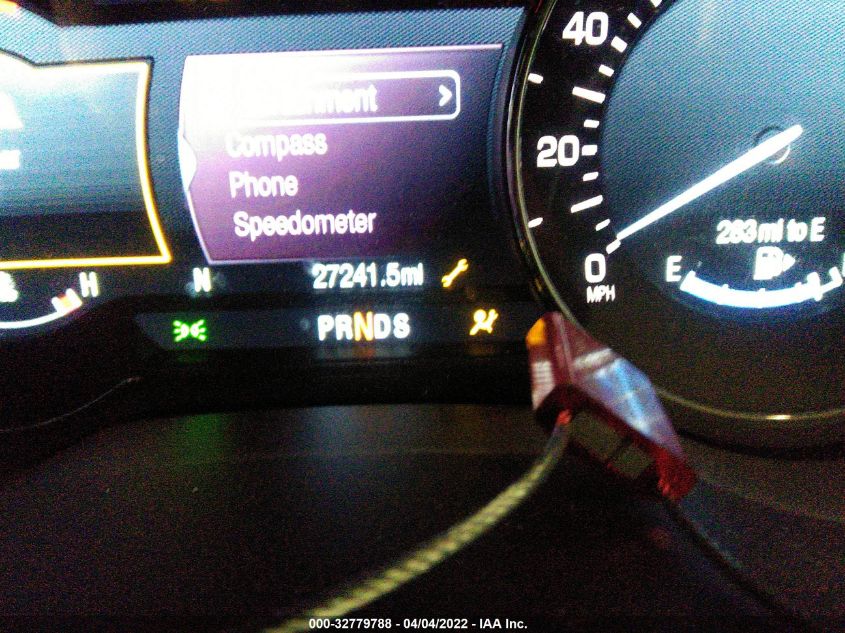 Compass
Phone
Speedometer
40
20
0
MPH
283 mi to E
E
H
N
27241.5mi
PRNDS
000-32779788 - 04/04/2022 - IAA Inc.